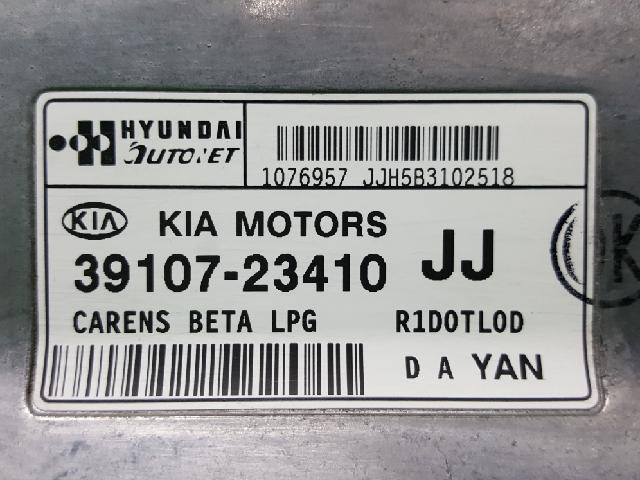 HYUNDAI
AUTONET
1076957 JJH5B3102518
KIA KIA MOTORS
39107-23410 JJ
CARENS BETA LPG R1D0TL0D
D A YAN